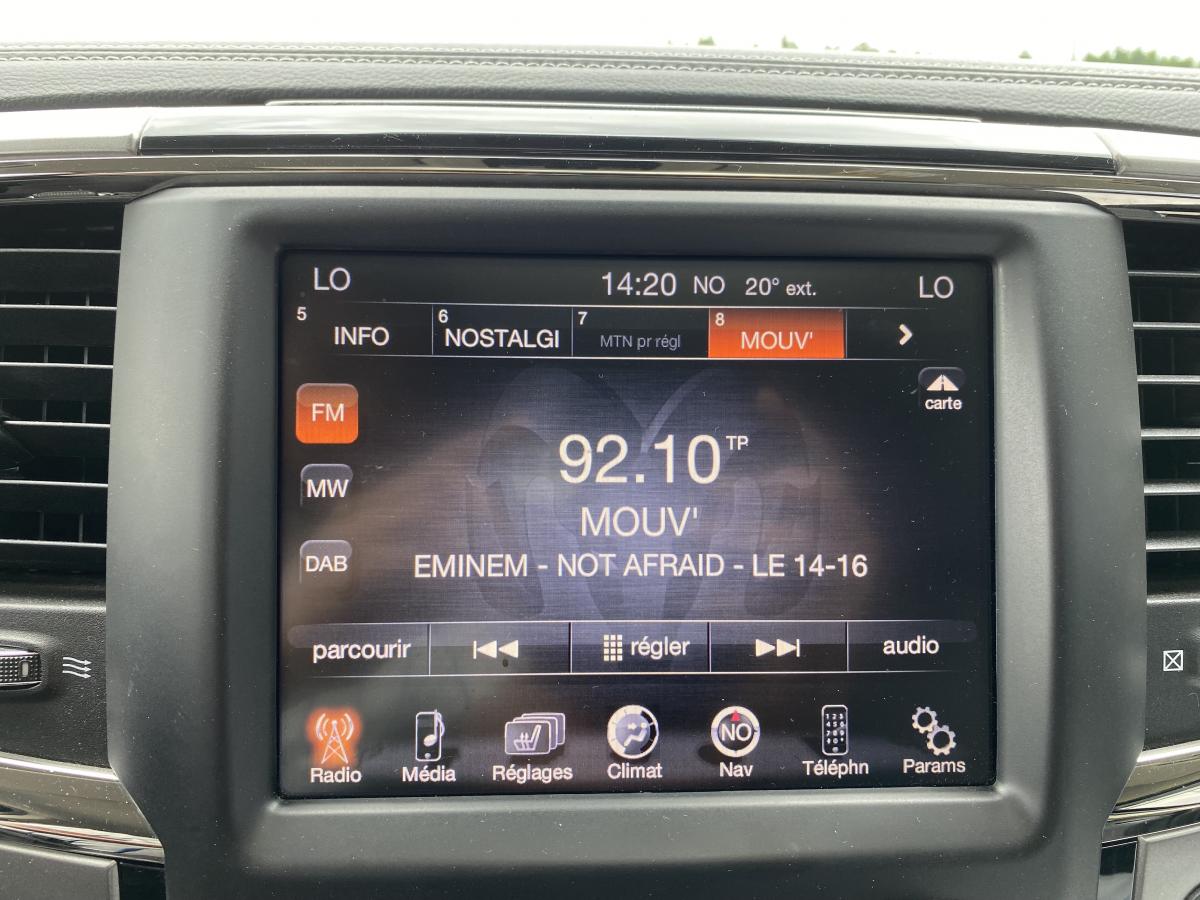 LO 14:20 NO 20° ext. LO
5 INFO 6 NOSTALGI 7 MTN pr régl 8 MOUV'
carte
FM
92.10 TP
MW
MOUV'
DAB
EMINEM - NOT AFRAID - LE 14-16
parcourir régler audio
NO
Radio Média Réglages Climat Nav Téléphn Params